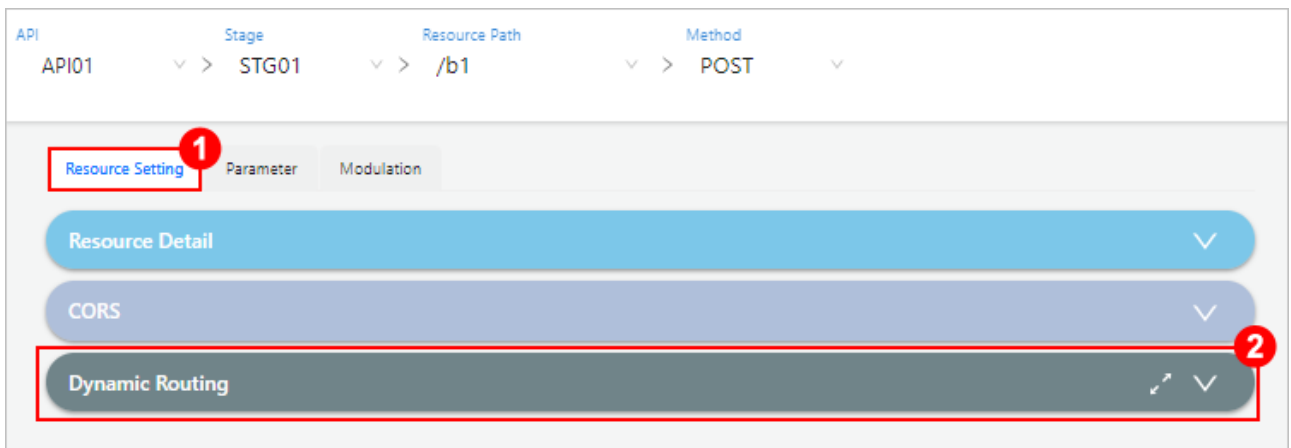 API Stage Resource Path Method
API01 > STG01 > /b1 > POST
1
Resource Setting Parameter Modulation
Resource Detail
CORS
2
Dynamic Routing